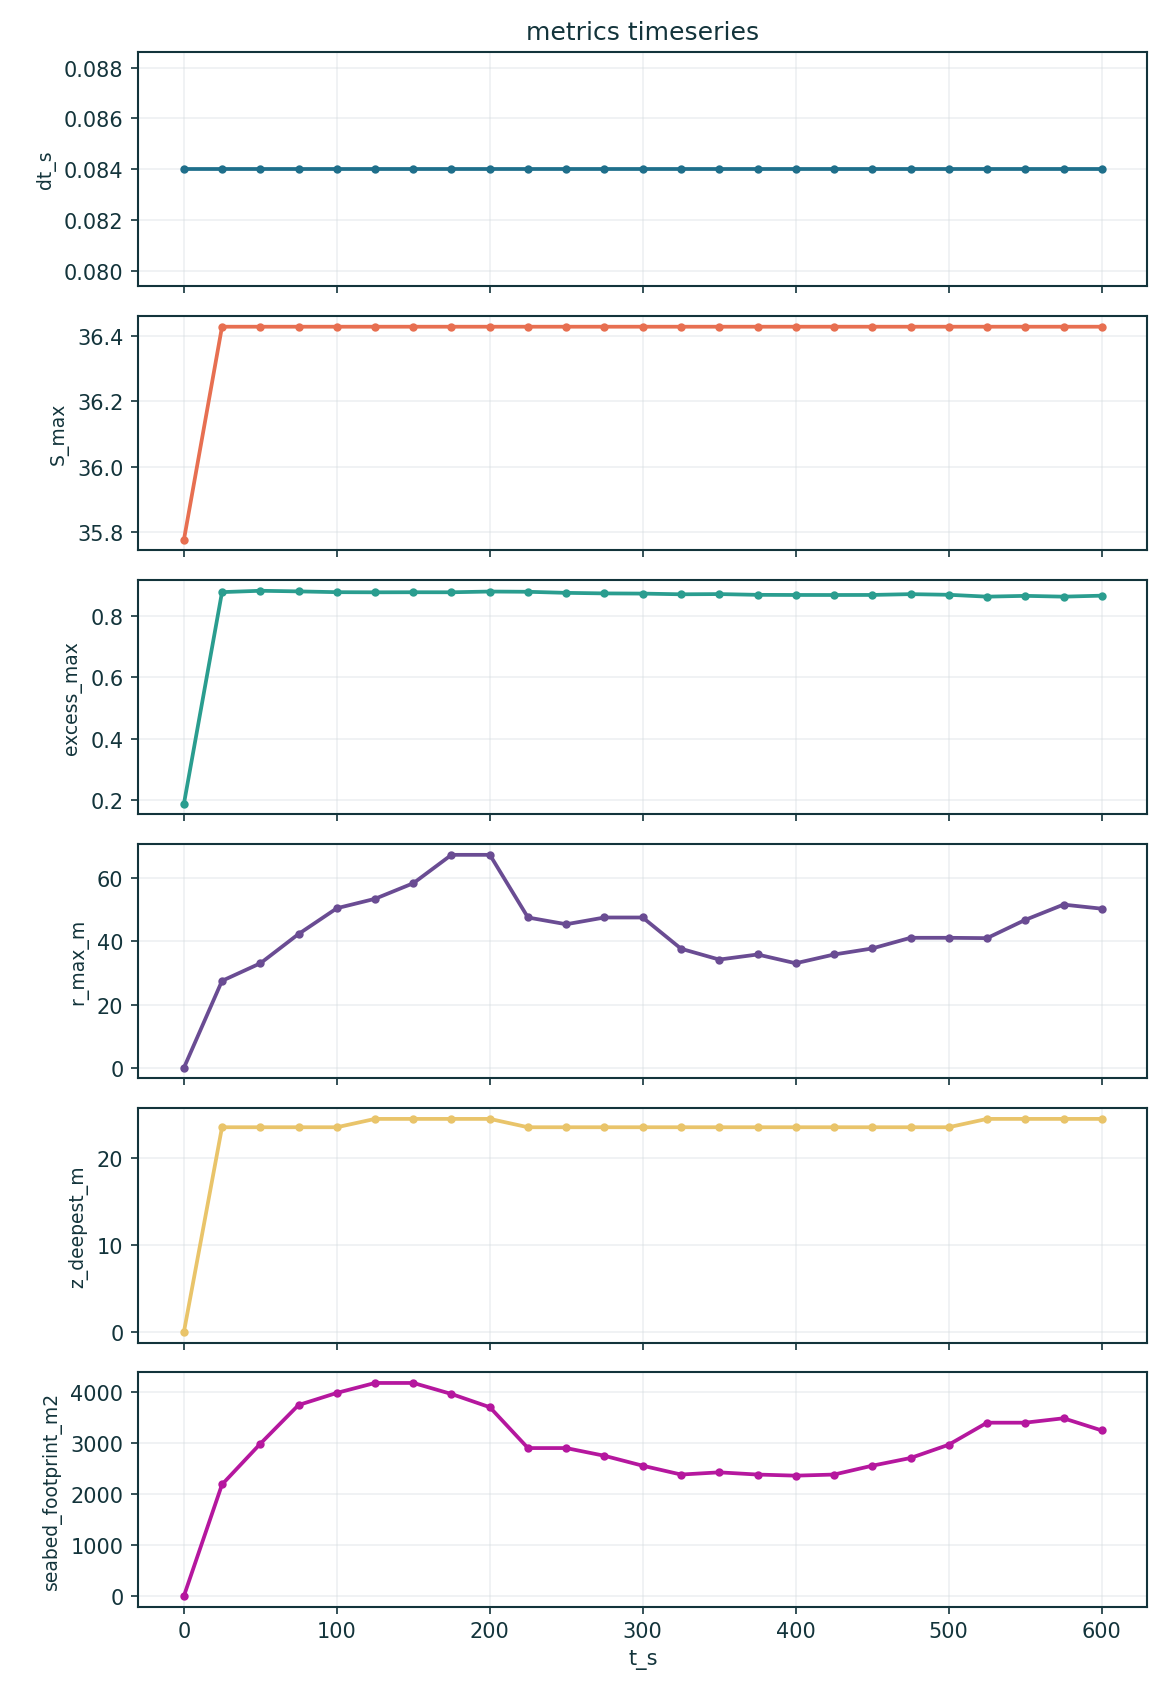 metrics timeseries
0.088
0.086
0.084
0.082
0.080
dt_s
36.4
36.2
36.0
35.8
S_max
0.8
0.6
0.4
0.2
excess_max
60
40
20
0
r_max_m
20
10
0
z_deepest_m
4000
3000
2000
1000
0
seabed_footprint_m2
0 100 200 300 400 500 600
t_s